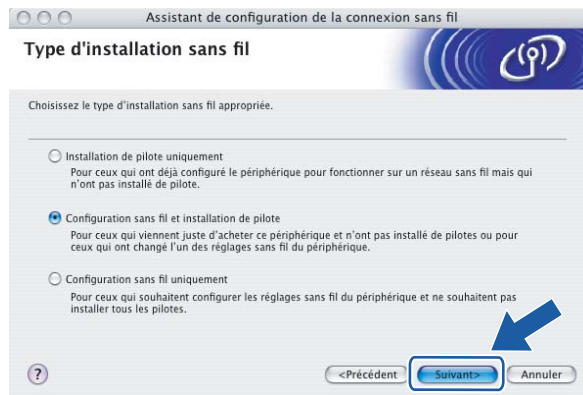 Assistant de configuration de la connexion sans fil
Type d'installation sans fil
Choisissez le type d'installation sans fil appropriée.
Installation de pilote uniquement
Pour ceux qui ont déjà configuré le périphérique pour fonctionner sur un réseau sans fil mais qui
n'ont pas installé de pilote.
Configuration sans fil et installation de pilote
Pour ceux qui viennent juste d'acheter ce périphérique et n'ont pas installé de pilotes ou pour
ceux qui ont changé l'un des réglages sans fil du périphérique.
Configuration sans fil uniquement
Pour ceux qui souhaitent configurer les réglages sans fil du périphérique et ne souhaitent pas
installer tous les pilotes.
? <Précédent Suivant> Annuler